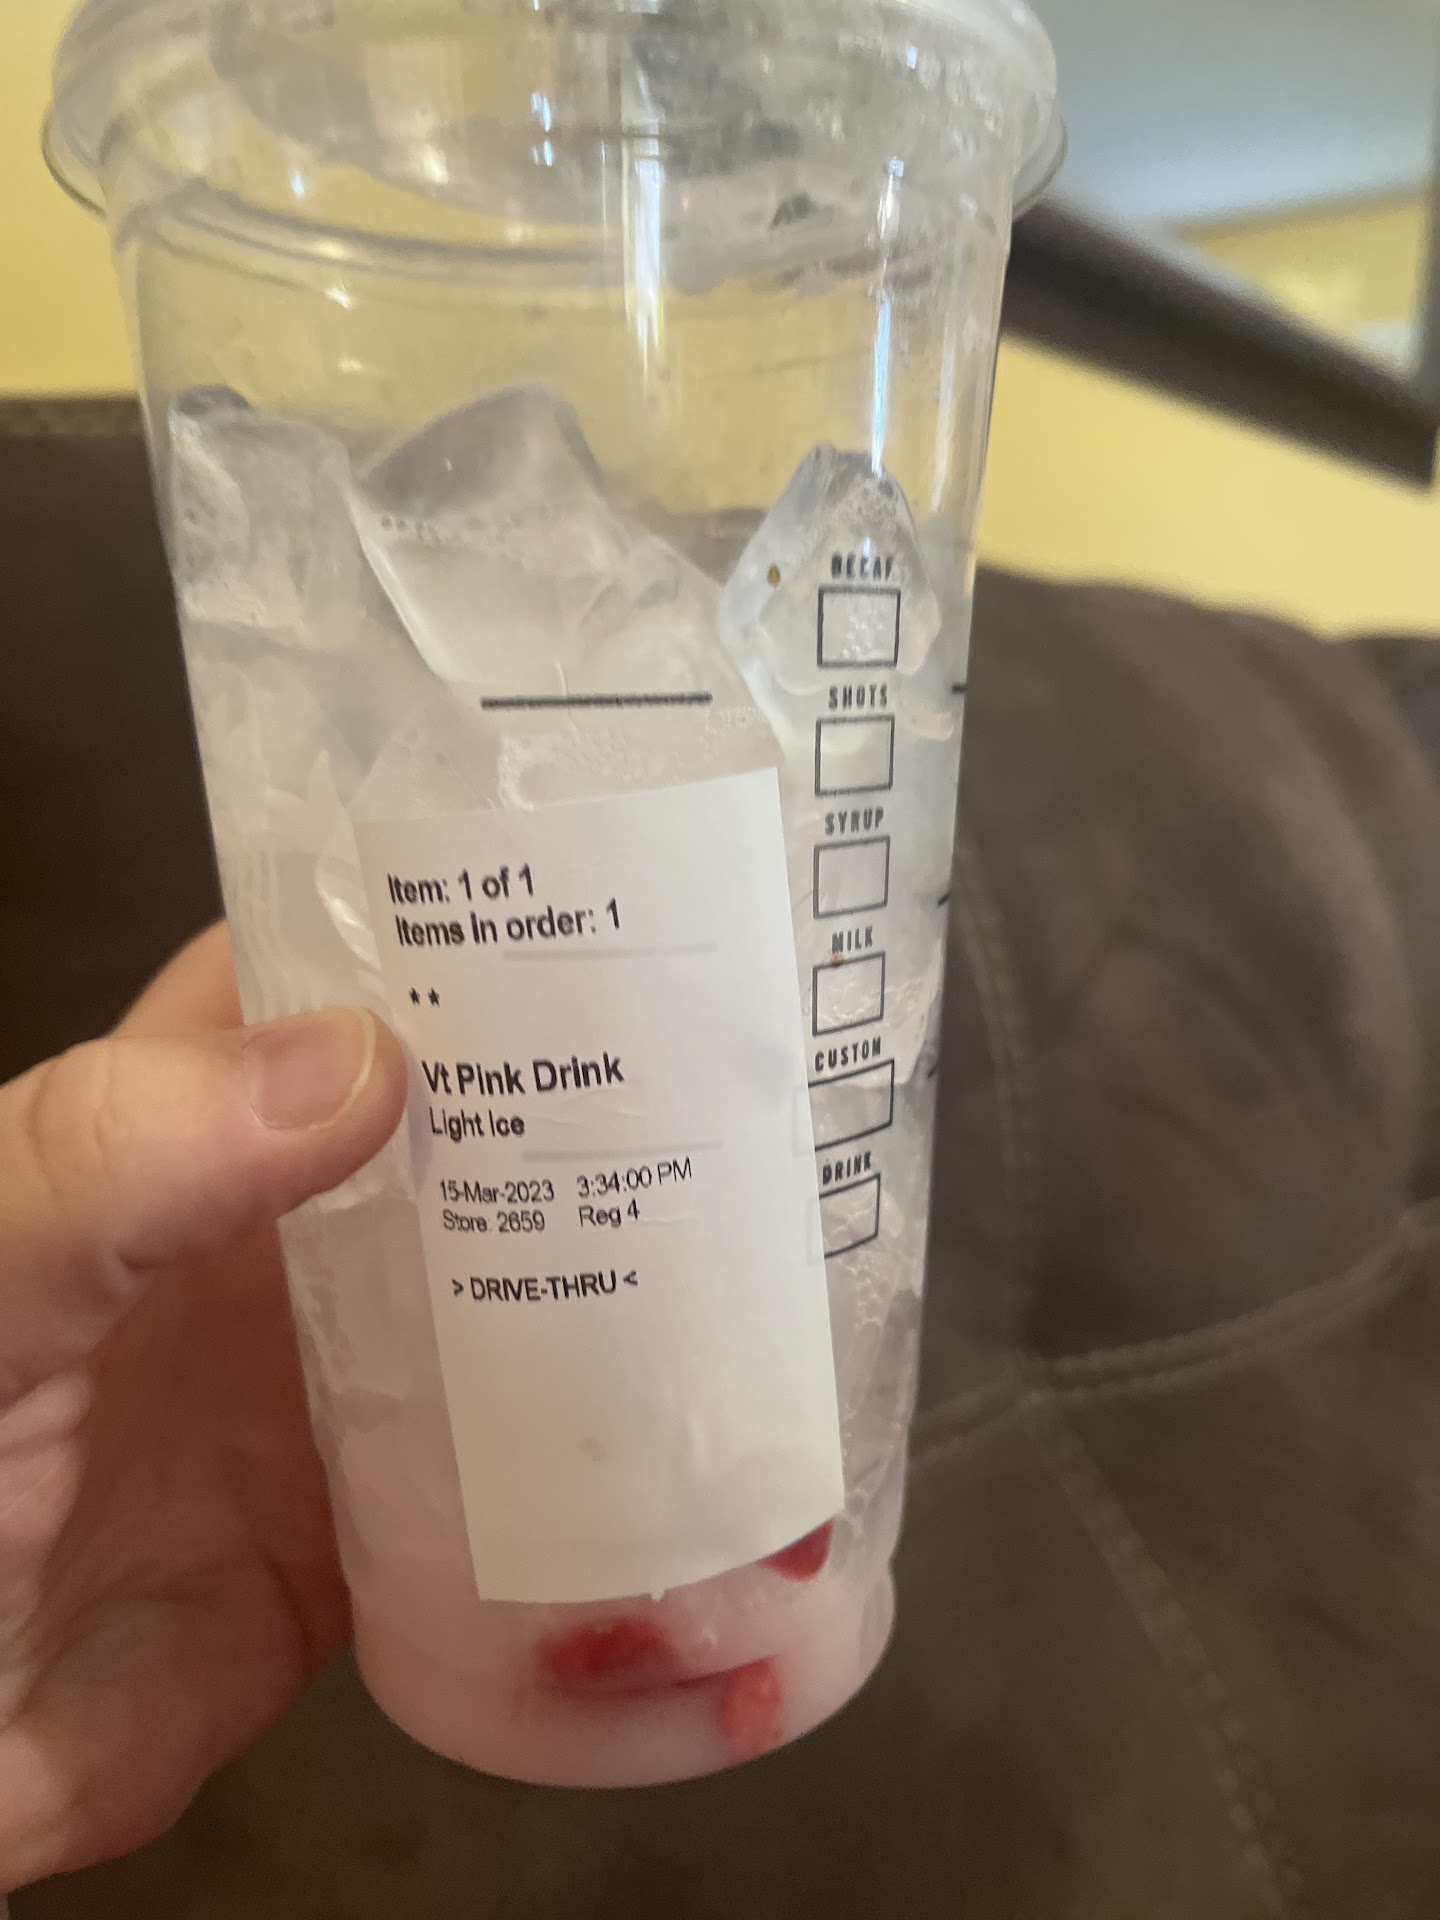 Item: 1 of 1
Items in order: 1
**
Vt Pink Drink
Light Ice
15-Mar-2023 3:34:00 PM
Store: 2659 Reg 4
> DRIVE-THRU <
DECAF
SHOTS
SYRUP
MILK
CUSTOM
DRINK